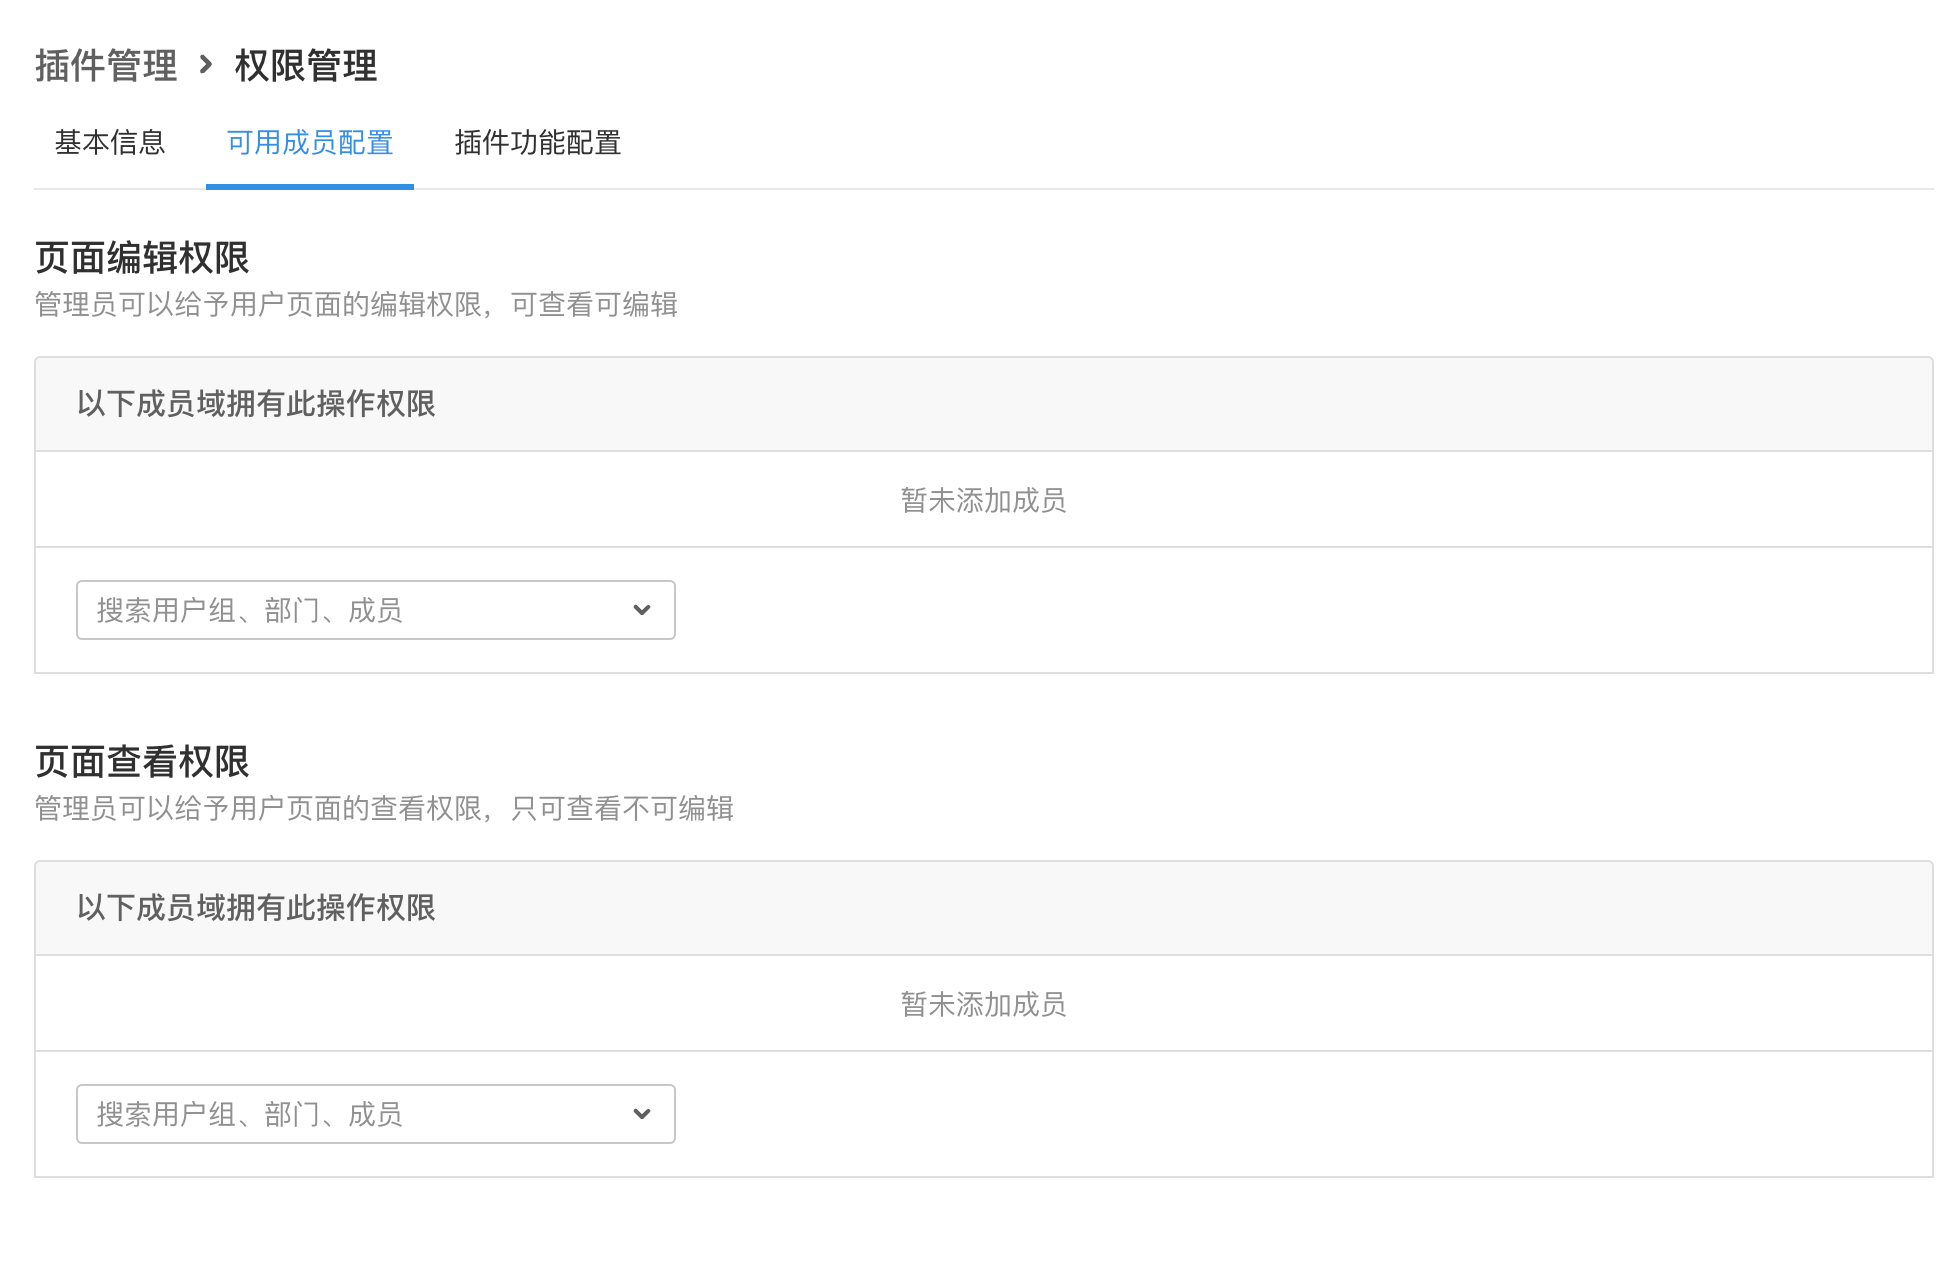 插件管理 > 权限管理
基本信息 可用成员配置 插件功能配置
页面编辑权限
管理员可以给予用户页面的编辑权限，可查看可编辑
以下成员域拥有此操作权限
暂未添加成员
搜索用户组、部门、成员
页面查看权限
管理员可以给予用户页面的查看权限，只可查看不可编辑
以下成员域拥有此操作权限
暂未添加成员
搜索用户组、部门、成员